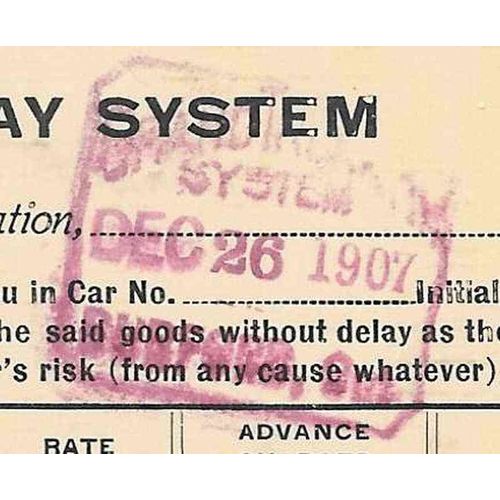 AY SYSTEM
SYSTEM
ation,
DEC 26 1907
u in Car No. Initial
he said goods without delay as the
's risk (from any cause whatever)
RATE
ADVANCE